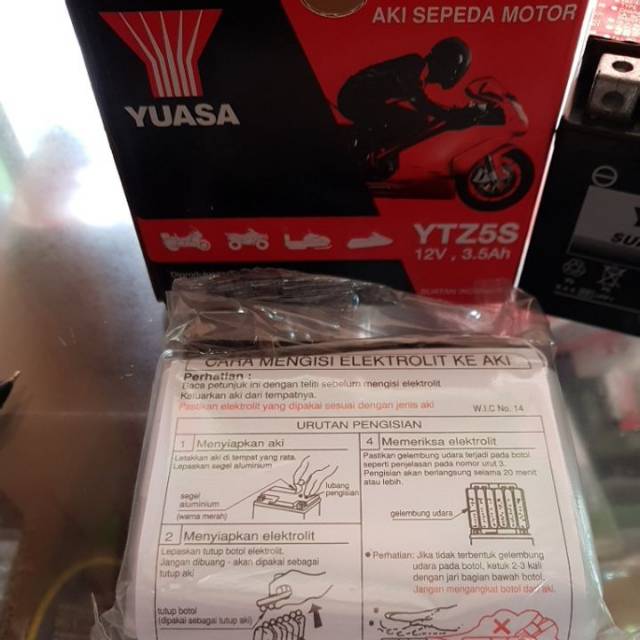 AKI SEPEDA MOTOR
YUASA
YTZ5S
12V , 3.5Ah
CARA MENGISI ELEKTROLIT KE AKI
Perhatian :
Baca petunjuk ini dengan teliti sebelum mengisi elektrolit
Keluarkan aki dari tempatnya.
Pastikan elektrolit yang dipakai sesuai dengan jenis aki
W.I.C No. 14
URUTAN PENGISIAN
1 Menyiapkan aki
Letakkan aki di tempat yang rata.
Lepaskan segel aluminium
lubang
pengisian
segel
aluminium
(warna merah)
2 Menyiapkan elektrolit
Lepaskan tutup botol elektrolit.
Jangan dibuang - akan dipakai sebagai
tutup aki
tutup botol
(dipakai sebagai tutup aki)
4 Memeriksa elektrolit
Pastikan gelembung udara terjadi pada botol
seperti penjelasan pada nomor urut 3.
Pengisian akan berlangsung selama 20 menit
atau lebih.
gelembung udara
• Perhatian: Jika tidak terbentuk gelembung
udara pada botol, ketuk 2-3 kali
dengan jari bagian bawah botol.
Jangan mengangkat botol dari aki.